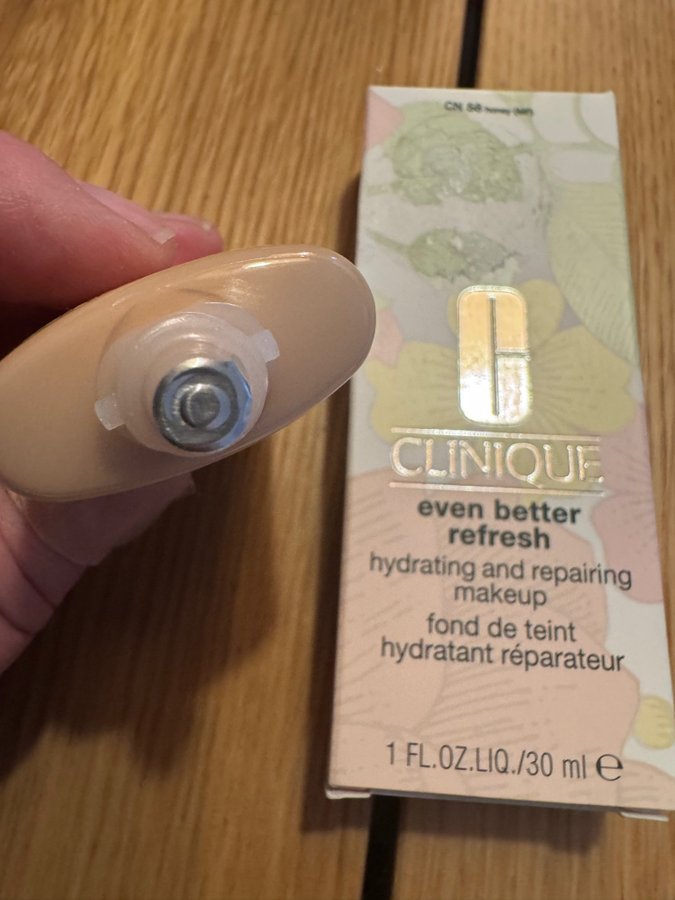 CN 58 honey (MF)
CLINIQUE
even better
refresh
hydrating and repairing
makeup
fond de teint
hydratant réparateur
1 FL.OZ.LIQ./30 ml e